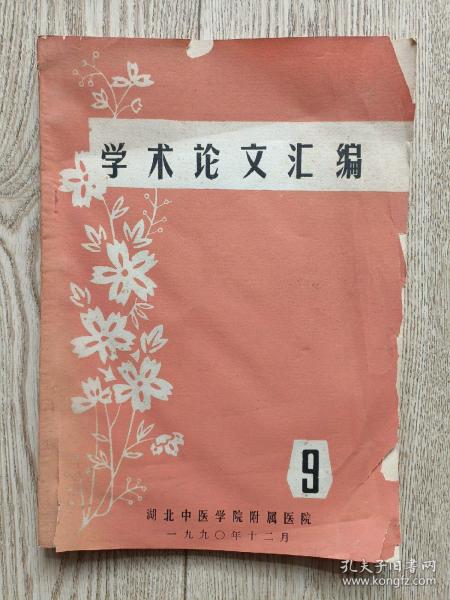 学术论文汇编
9
湖北中医学院附属医院
一九九〇年十二月
孔夫子旧书网
www.kongfz.com